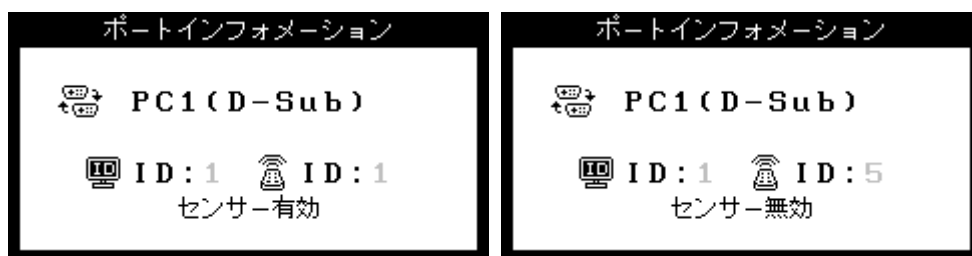 ポートインフォメーション
PC1(D-Sub)
ID ID:1 ID:1
センサー有効
ポートインフォメーション
PC1(D-Sub)
ID ID:1 ID:5
センサー無効